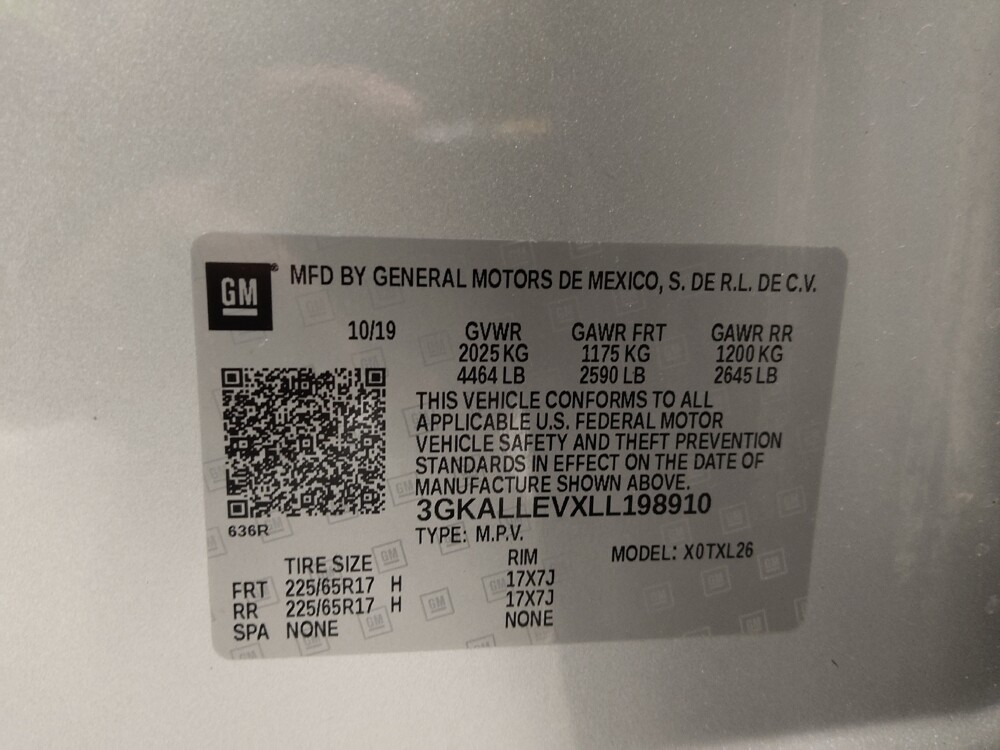 GM® MFD BY GENERAL MOTORS DE MEXICO, S. DE R.L. DE C.V.
10/19 GVWR GAWR FRT GAWR RR
2025 KG 1175 KG 1200 KG
4464 LB 2590 LB 2645 LB
THIS VEHICLE CONFORMS TO ALL
APPLICABLE U.S. FEDERAL MOTOR
VEHICLE SAFETY AND THEFT PREVENTION
STANDARDS IN EFFECT ON THE DATE OF
MANUFACTURE SHOWN ABOVE.
3GKALLEVXLL198910
636R
TYPE: M.P.V.
MODEL: X0TXL26
TIRE SIZE RIM
FRT 225/65R17 H 17X7J
RR 225/65R17 H 17X7J
SPA NONE NONE